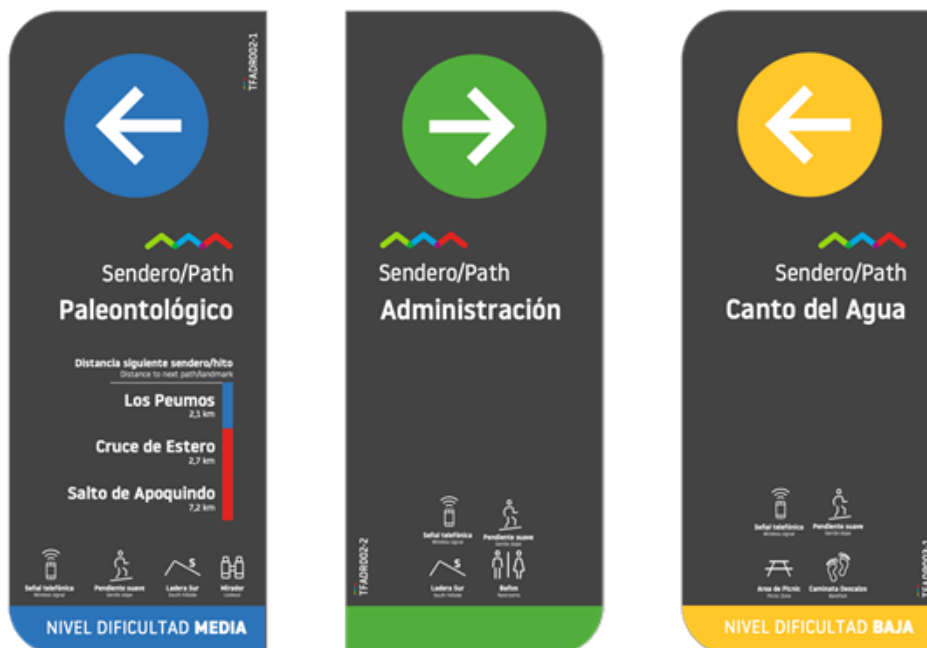 TFADR002-1
Sendero/Path
Paleontológico
Distancia siguiente sendero/hito
Distance to next path/landmark
Los Peumos
2,1 km
Cruce de Estero
2,7 km
Salto de Apoquindo
7,2 km
Señal telefónica
Wireless signal
Pendiente suave
Gentle slope
S
Ladera Sur
South hillside
Mirador
Lookout
NIVEL DIFICULTAD MEDIA
Sendero/Path
Administración
Señal telefónica
Wireless signal
Pendiente suave
Gentle slope
S
Ladera Sur
South hillside
Baños
Restrooms
TFADR002-2
Sendero/Path
Canto del Agua
Señal telefónica
Wireless signal
Pendiente suave
Gentle slope
Area de Picnic
Picnic Zone
Caminata Descalzo
Barefoot
NIVEL DIFICULTAD BAJA